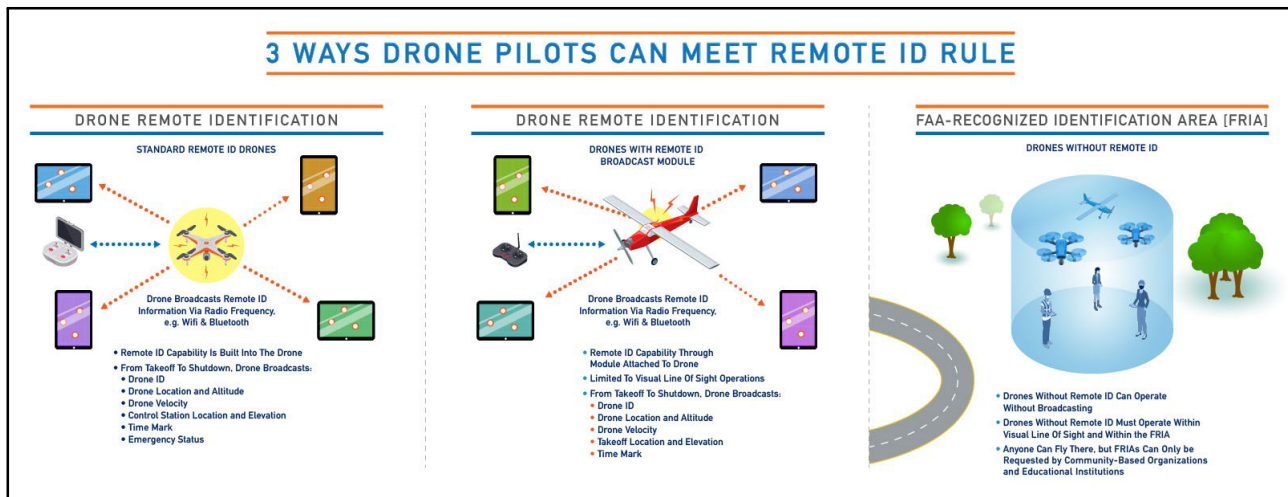 3 WAYS DRONE PILOTS CAN MEET REMOTE ID RULE
DRONE REMOTE IDENTIFICATION
STANDARD REMOTE ID DRONES
Drone Broadcasts Remote ID
Information Via Radio Frequency,
e.g. Wifi & Bluetooth
• Remote ID Capability Is Built Into The Drone
• From Takeoff To Shutdown, Drone Broadcasts:
• Drone ID
• Drone Location and Altitude
• Drone Velocity
• Control Station Location and Elevation
• Time Mark
• Emergency Status
DRONE REMOTE IDENTIFICATION
DRONES WITH REMOTE ID
BROADCAST MODULE
Drone Broadcasts Remote ID
Information Via Radio Frequency,
e.g. Wifi & Bluetooth
• Remote ID Capability Through
Module Attached To Drone
• Limited To Visual Line Of Sight Operations
• From Takeoff To Shutdown, Drone Broadcasts:
• Drone ID
• Drone Location and Altitude
• Drone Velocity
• Takeoff Location and Elevation
• Time Mark
FAA-RECOGNIZED IDENTIFICATION AREA [FRIA]
DRONES WITHOUT REMOTE ID
• Drones Without Remote ID Can Operate
Without Broadcasting
• Drones Without Remote ID Must Operate Within
Visual Line Of Sight and Within the FRIA
• Anyone Can Fly There, but FRIAs Can Only be
Requested by Community-Based Organizations
and Educational Institutions